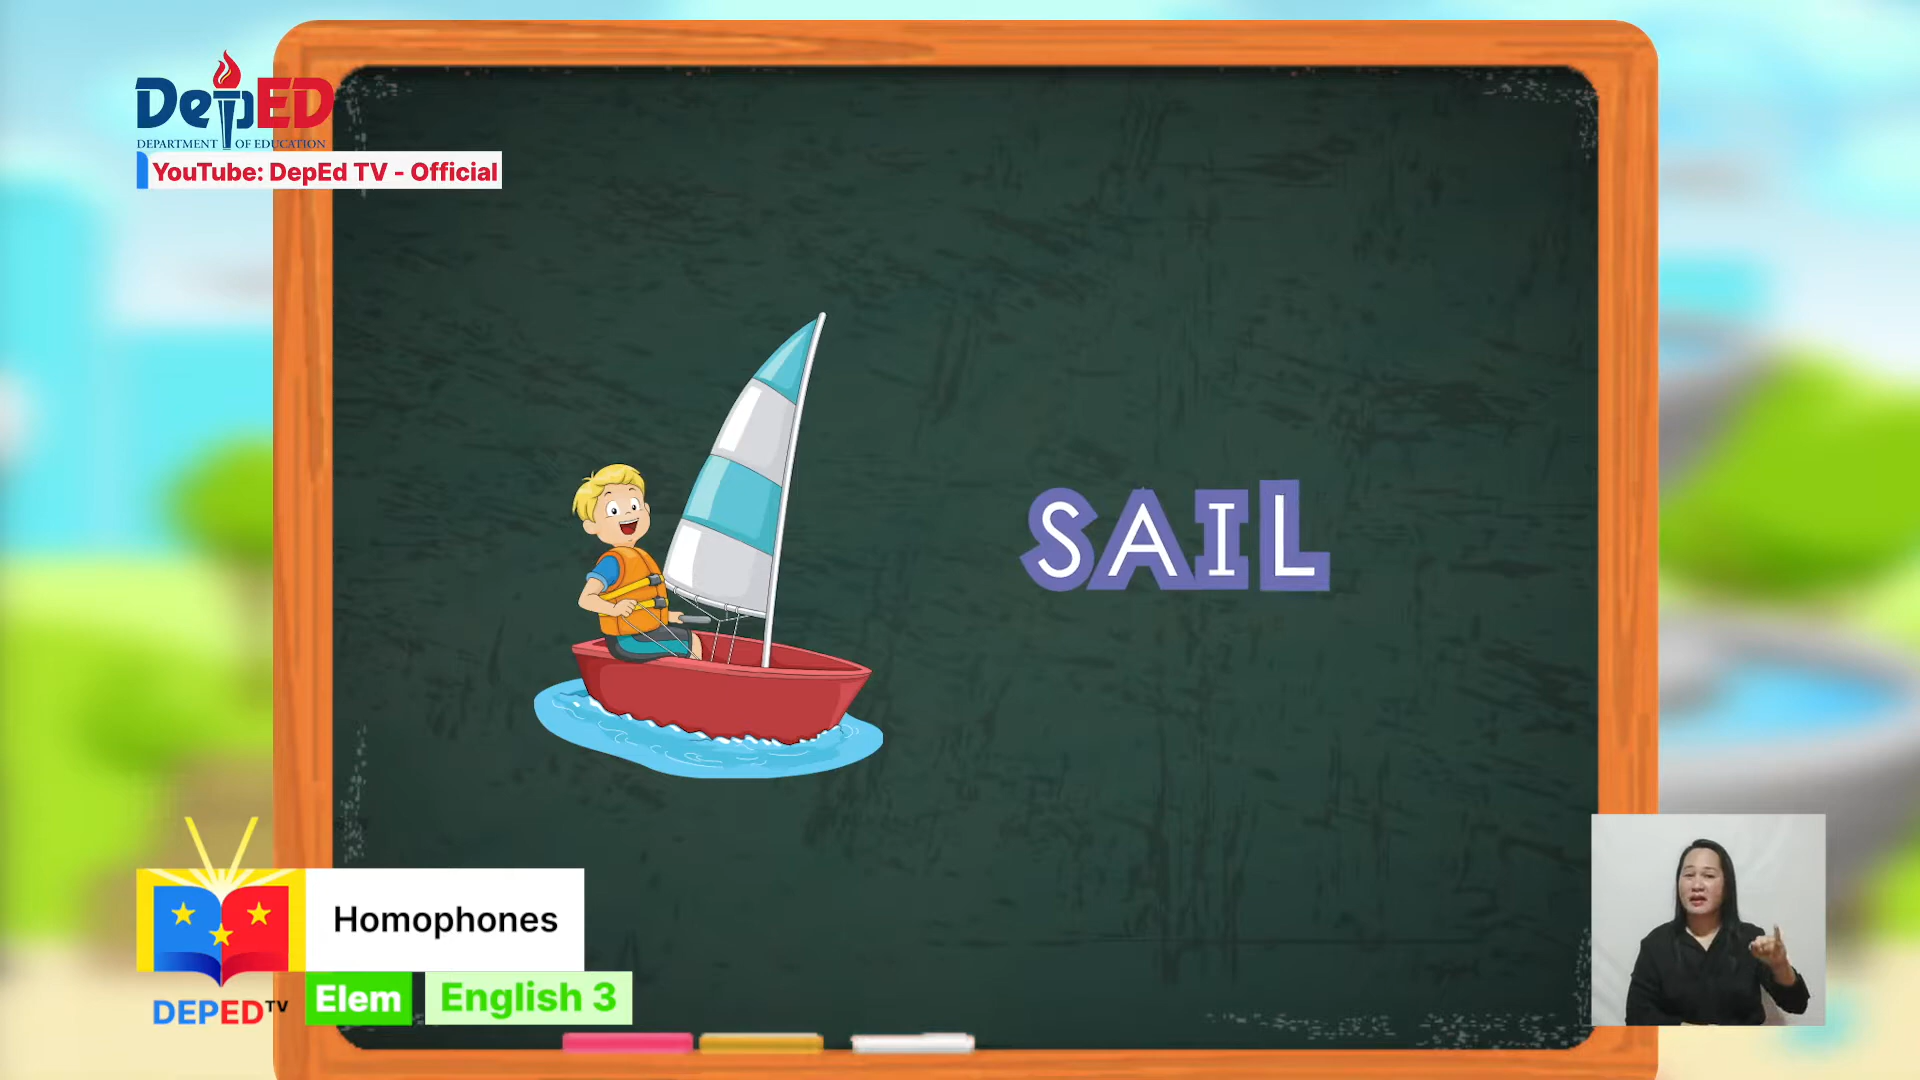 DepED
DEPARTMENT OF EDUCATION
YouTube: DepEd TV - Official
SAIL
Homophones
DEPED TV
Elem
English 3